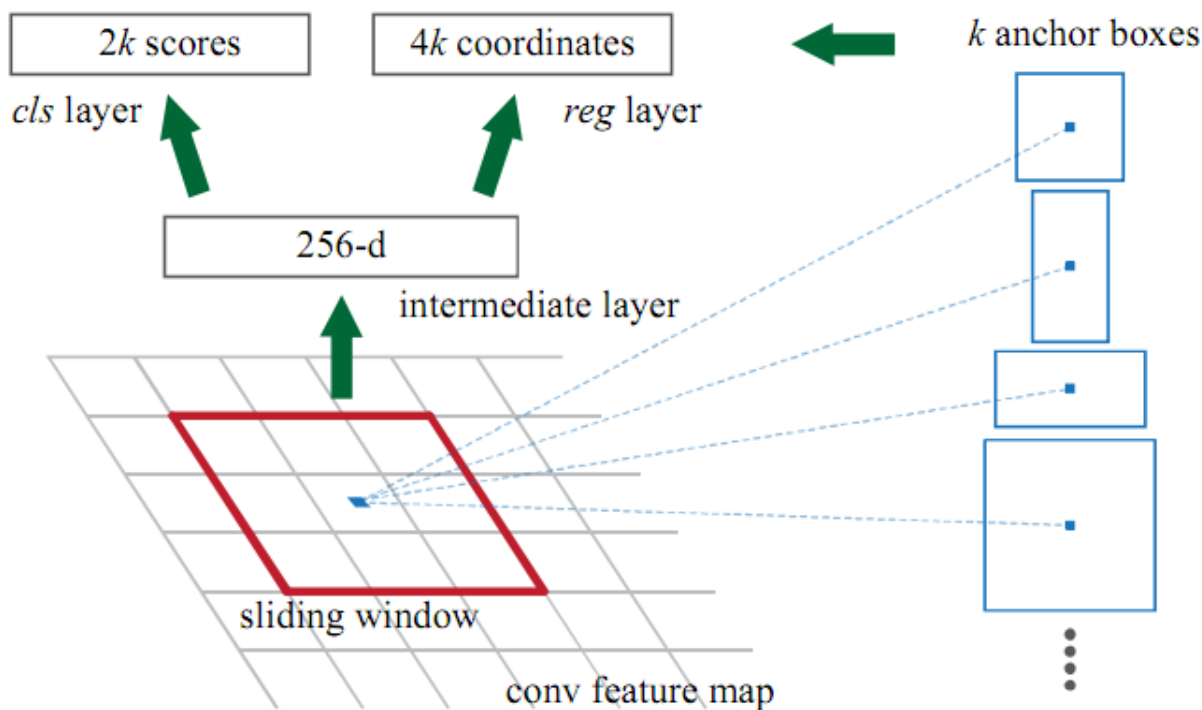 2k scores
4k coordinates
k anchor boxes
cls layer
reg layer
256-d
intermediate layer
sliding window
conv feature map